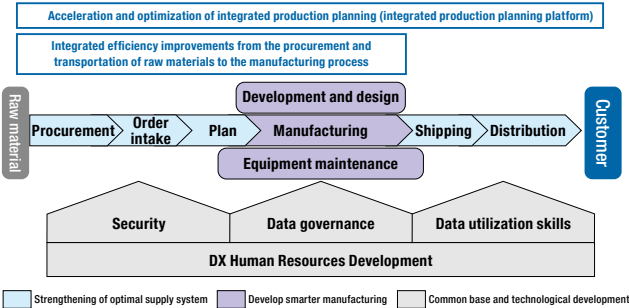 Acceleration and optimization of integrated production planning (integrated production planning platform)
Integrated efficiency improvements from the procurement and
transportation of raw materials to the manufacturing process
Raw material
Development and design
Procurement
Order
intake
Plan
Manufacturing
Shipping
Distribution
Customer
Equipment maintenance
Security
Data governance
Data utilization skills
DX Human Resources Development
Strengthening of optimal supply system
Develop smarter manufacturing
Common base and technological development